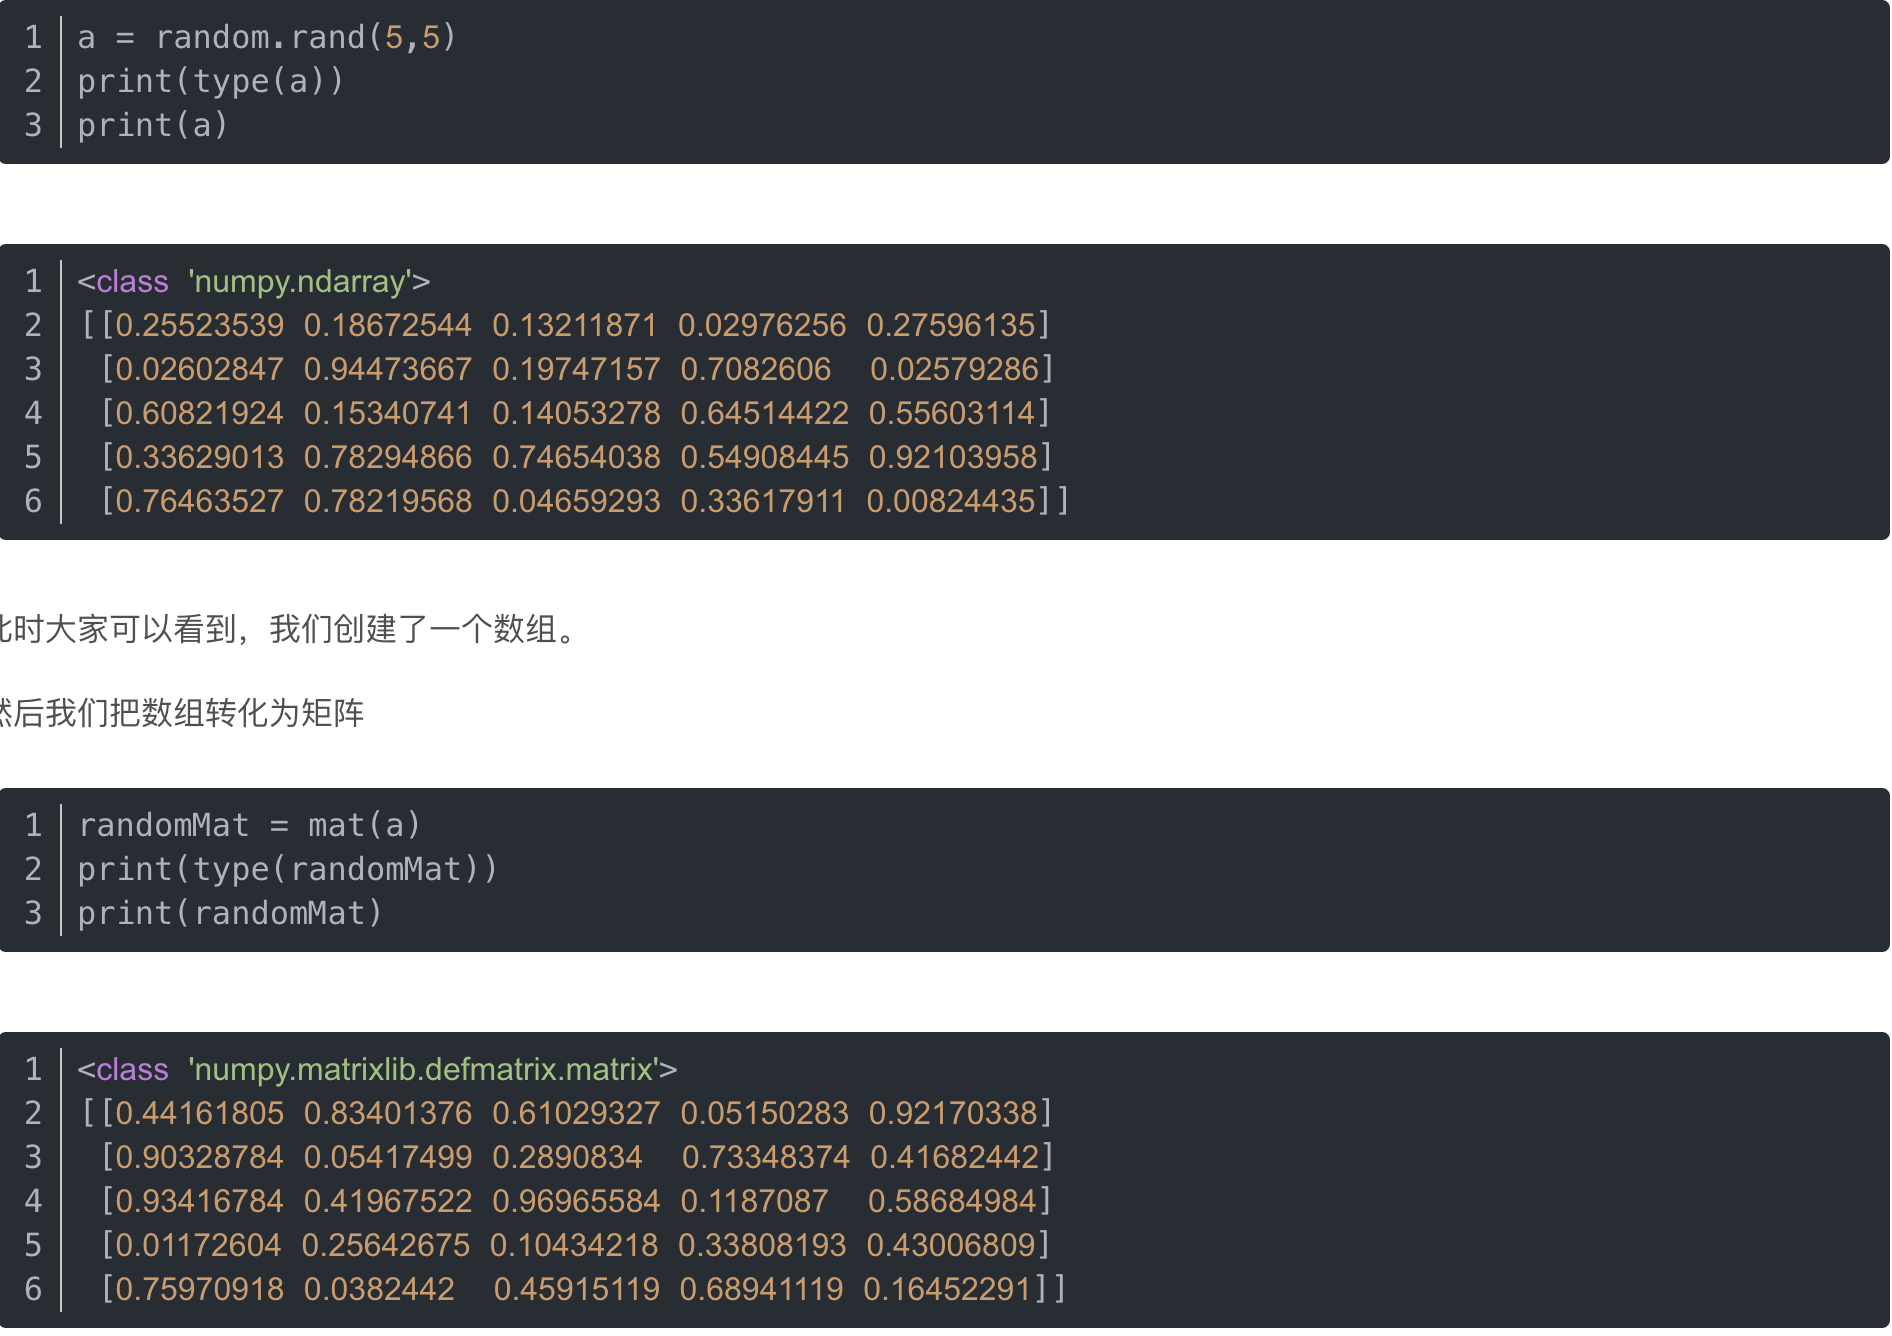 1 a = random.rand(5,5)
2 print(type(a))
3 print(a)
1 <class 'numpy.ndarray'>
2 [[0.25523539 0.18672544 0.13211871 0.02976256 0.27596135]
3 [0.02602847 0.94473667 0.19747157 0.7082606 0.02579286]
4 [0.60821924 0.15340741 0.14053278 0.64514422 0.55603114]
5 [0.33629013 0.78294866 0.74654038 0.54908445 0.92103958]
6 [0.76463527 0.78219568 0.04659293 0.33617911 0.00824435]]
此时大家可以看到，我们创建了一个数组。
然后我们把数组转化为矩阵
1 randomMat = mat(a)
2 print(type(randomMat))
3 print(randomMat)
1 <class 'numpy.matrixlib.defmatrix.matrix'>
2 [[0.44161805 0.83401376 0.61029327 0.05150283 0.92170338]
3 [0.90328784 0.05417499 0.2890834 0.73348374 0.41682442]
4 [0.93416784 0.41967522 0.96965584 0.1187087 0.58684984]
5 [0.01172604 0.25642675 0.10434218 0.33808193 0.43006809]
6 [0.75970918 0.0382442 0.45915119 0.68941119 0.16452291]]